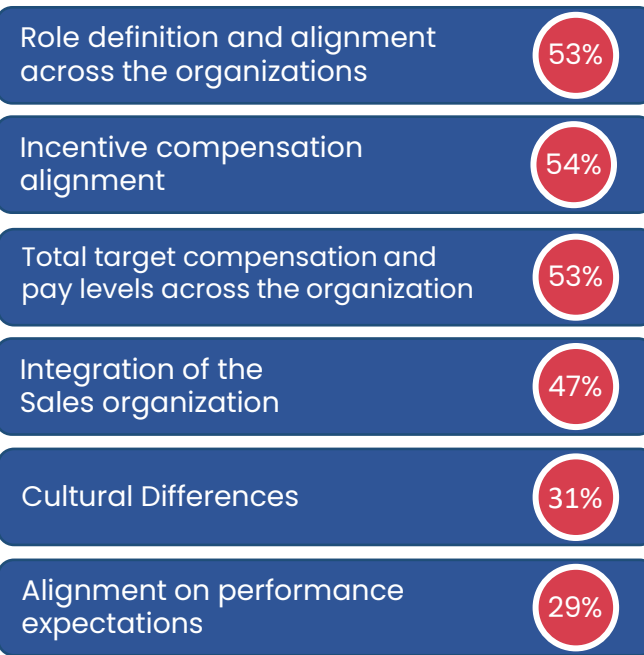 Role definition and alignment
across the organizations
53%
Incentive compensation
alignment
54%
Total target compensation and
pay levels across the organization
53%
Integration of the
Sales organization
47%
Cultural Differences
31%
Alignment on performance
expectations
29%